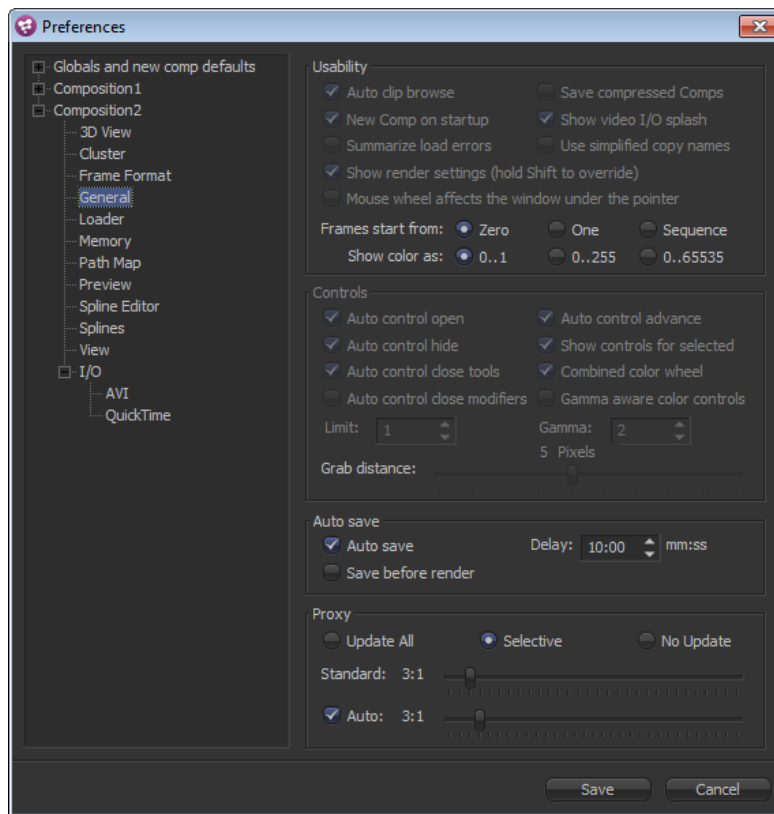 Preferences
Globals and new comp defaults
Composition1
Composition2
3D View
Cluster
Frame Format
General
Loader
Memory
Path Map
Preview
Spline Editor
Splines
View
I/O
AVI
QuickTime
Usability
Auto clip browse Save compressed Comps
New Comp on startup Show video I/O splash
Summarize load errors Use simplified copy names
Show render settings (hold Shift to override)
Mouse wheel affects the window under the pointer
Frames start from: Zero One Sequence
Show color as: 0..1 0..255 0..65535
Controls
Auto control open Auto control advance
Auto control hide Show controls for selected
Auto control close tools Combined color wheel
Auto control close modifiers Gamma aware color controls
Limit: 1 Gamma: 2
5 Pixels
Grab distance:
Auto save
Auto save Delay: 10:00 mm:ss
Save before render
Proxy
Update All Selective No Update
Standard: 3:1
Auto: 3:1
Save Cancel